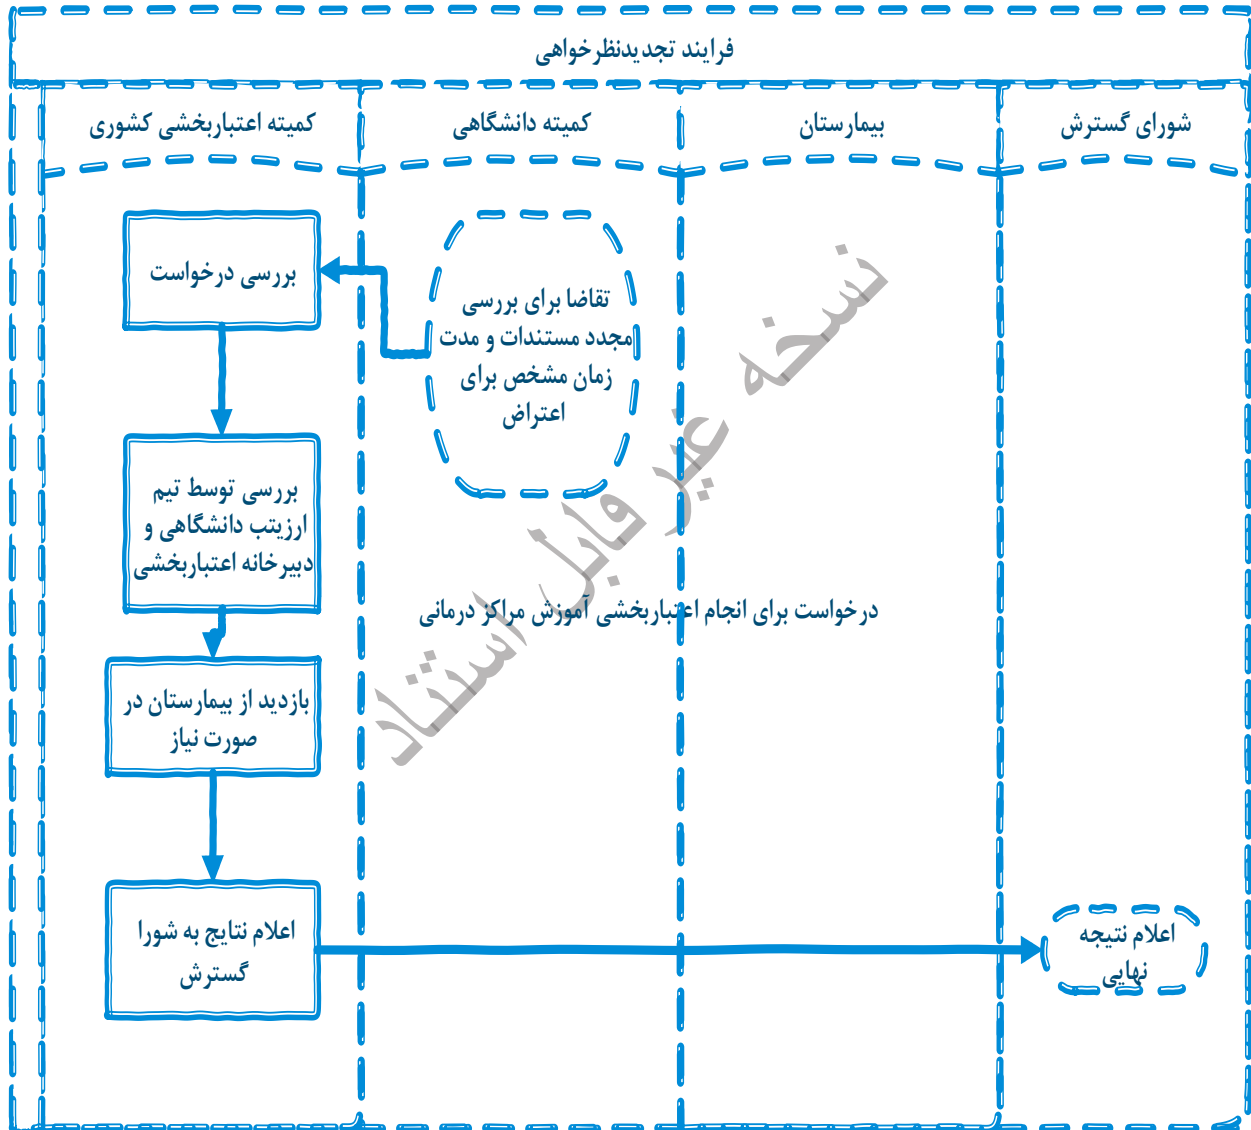 فرایند تجدیدنظرخواهی
شورای گسترش
بیمارستان
کمیته دانشگاهی
کمیته اعتباربخشی کشوری
تقاضا برای بررسی
مجدد مستندات و مدت
زمان مشخص برای
اعتراض
بررسی درخواست
بررسی توسط تیم
ارزیتب دانشگاهی و
دبیرخانه اعتباربخشی
درخواست برای انجام اعتباربخشی آموزش مراکز درمانی
بازدید از بیمارستان در
صورت نیاز
اعلام نتایج به شورا
گسترش
اعلام نتیجه
نهایی
نسخه غیر قابل استناد